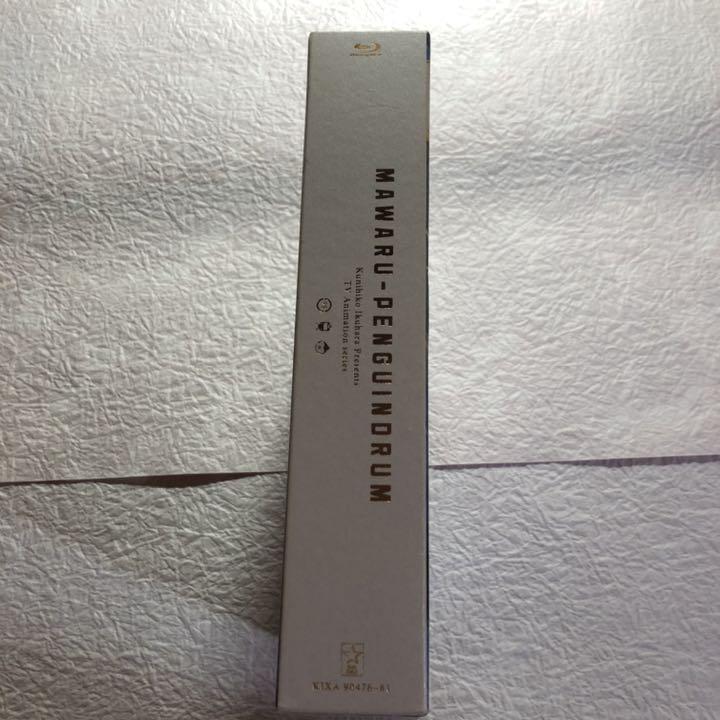 MAWARU-PENGUINDRUM
Kunihiko Ikuhara Presents
TV Animation series
KIXA 90476~81